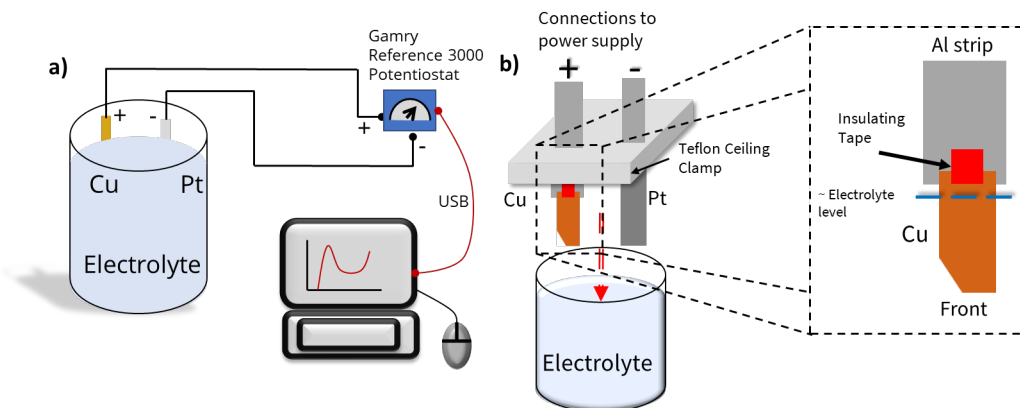 a)
Gamry
Reference 3000
Potentiostat
+
-
+
-
Cu
Pt
Electrolyte
USB
b)
Connections to
power supply
+
-
Teflon Ceiling
Clamp
Cu
Pt
Electrolyte
Al strip
Insulating
Tape
~ Electrolyte
level
Cu
Front